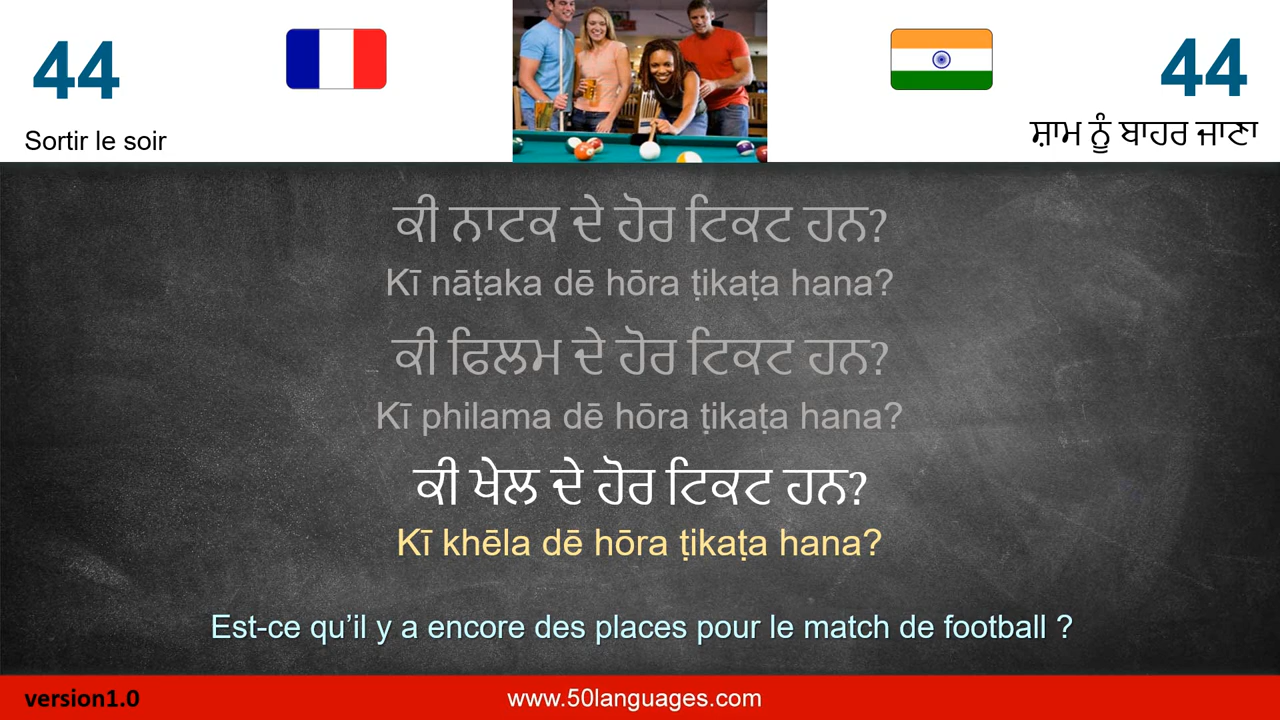 44
44
Sortir le soir
ਸ਼ਾਮ ਨੂੰ ਬਾਹਰ ਜਾਣਾ
ਕੀ ਨਾਟਕ ਦੇ ਹੋਰ ਟਿਕਟ ਹਨ?
Kī nāṭaka dē hōra ṭikaṭa hana?
ਕੀ ਫਿਲਮ ਦੇ ਹੋਰ ਟਿਕਟ ਹਨ?
Kī philama dē hōra ṭikaṭa hana?
ਕੀ ਖੇਲ ਦੇ ਹੋਰ ਟਿਕਟ ਹਨ?
Kī khēla dē hōra ṭikaṭa hana?
Est-ce qu’il y a encore des places pour le match de football ?
version1.0
www.50languages.com